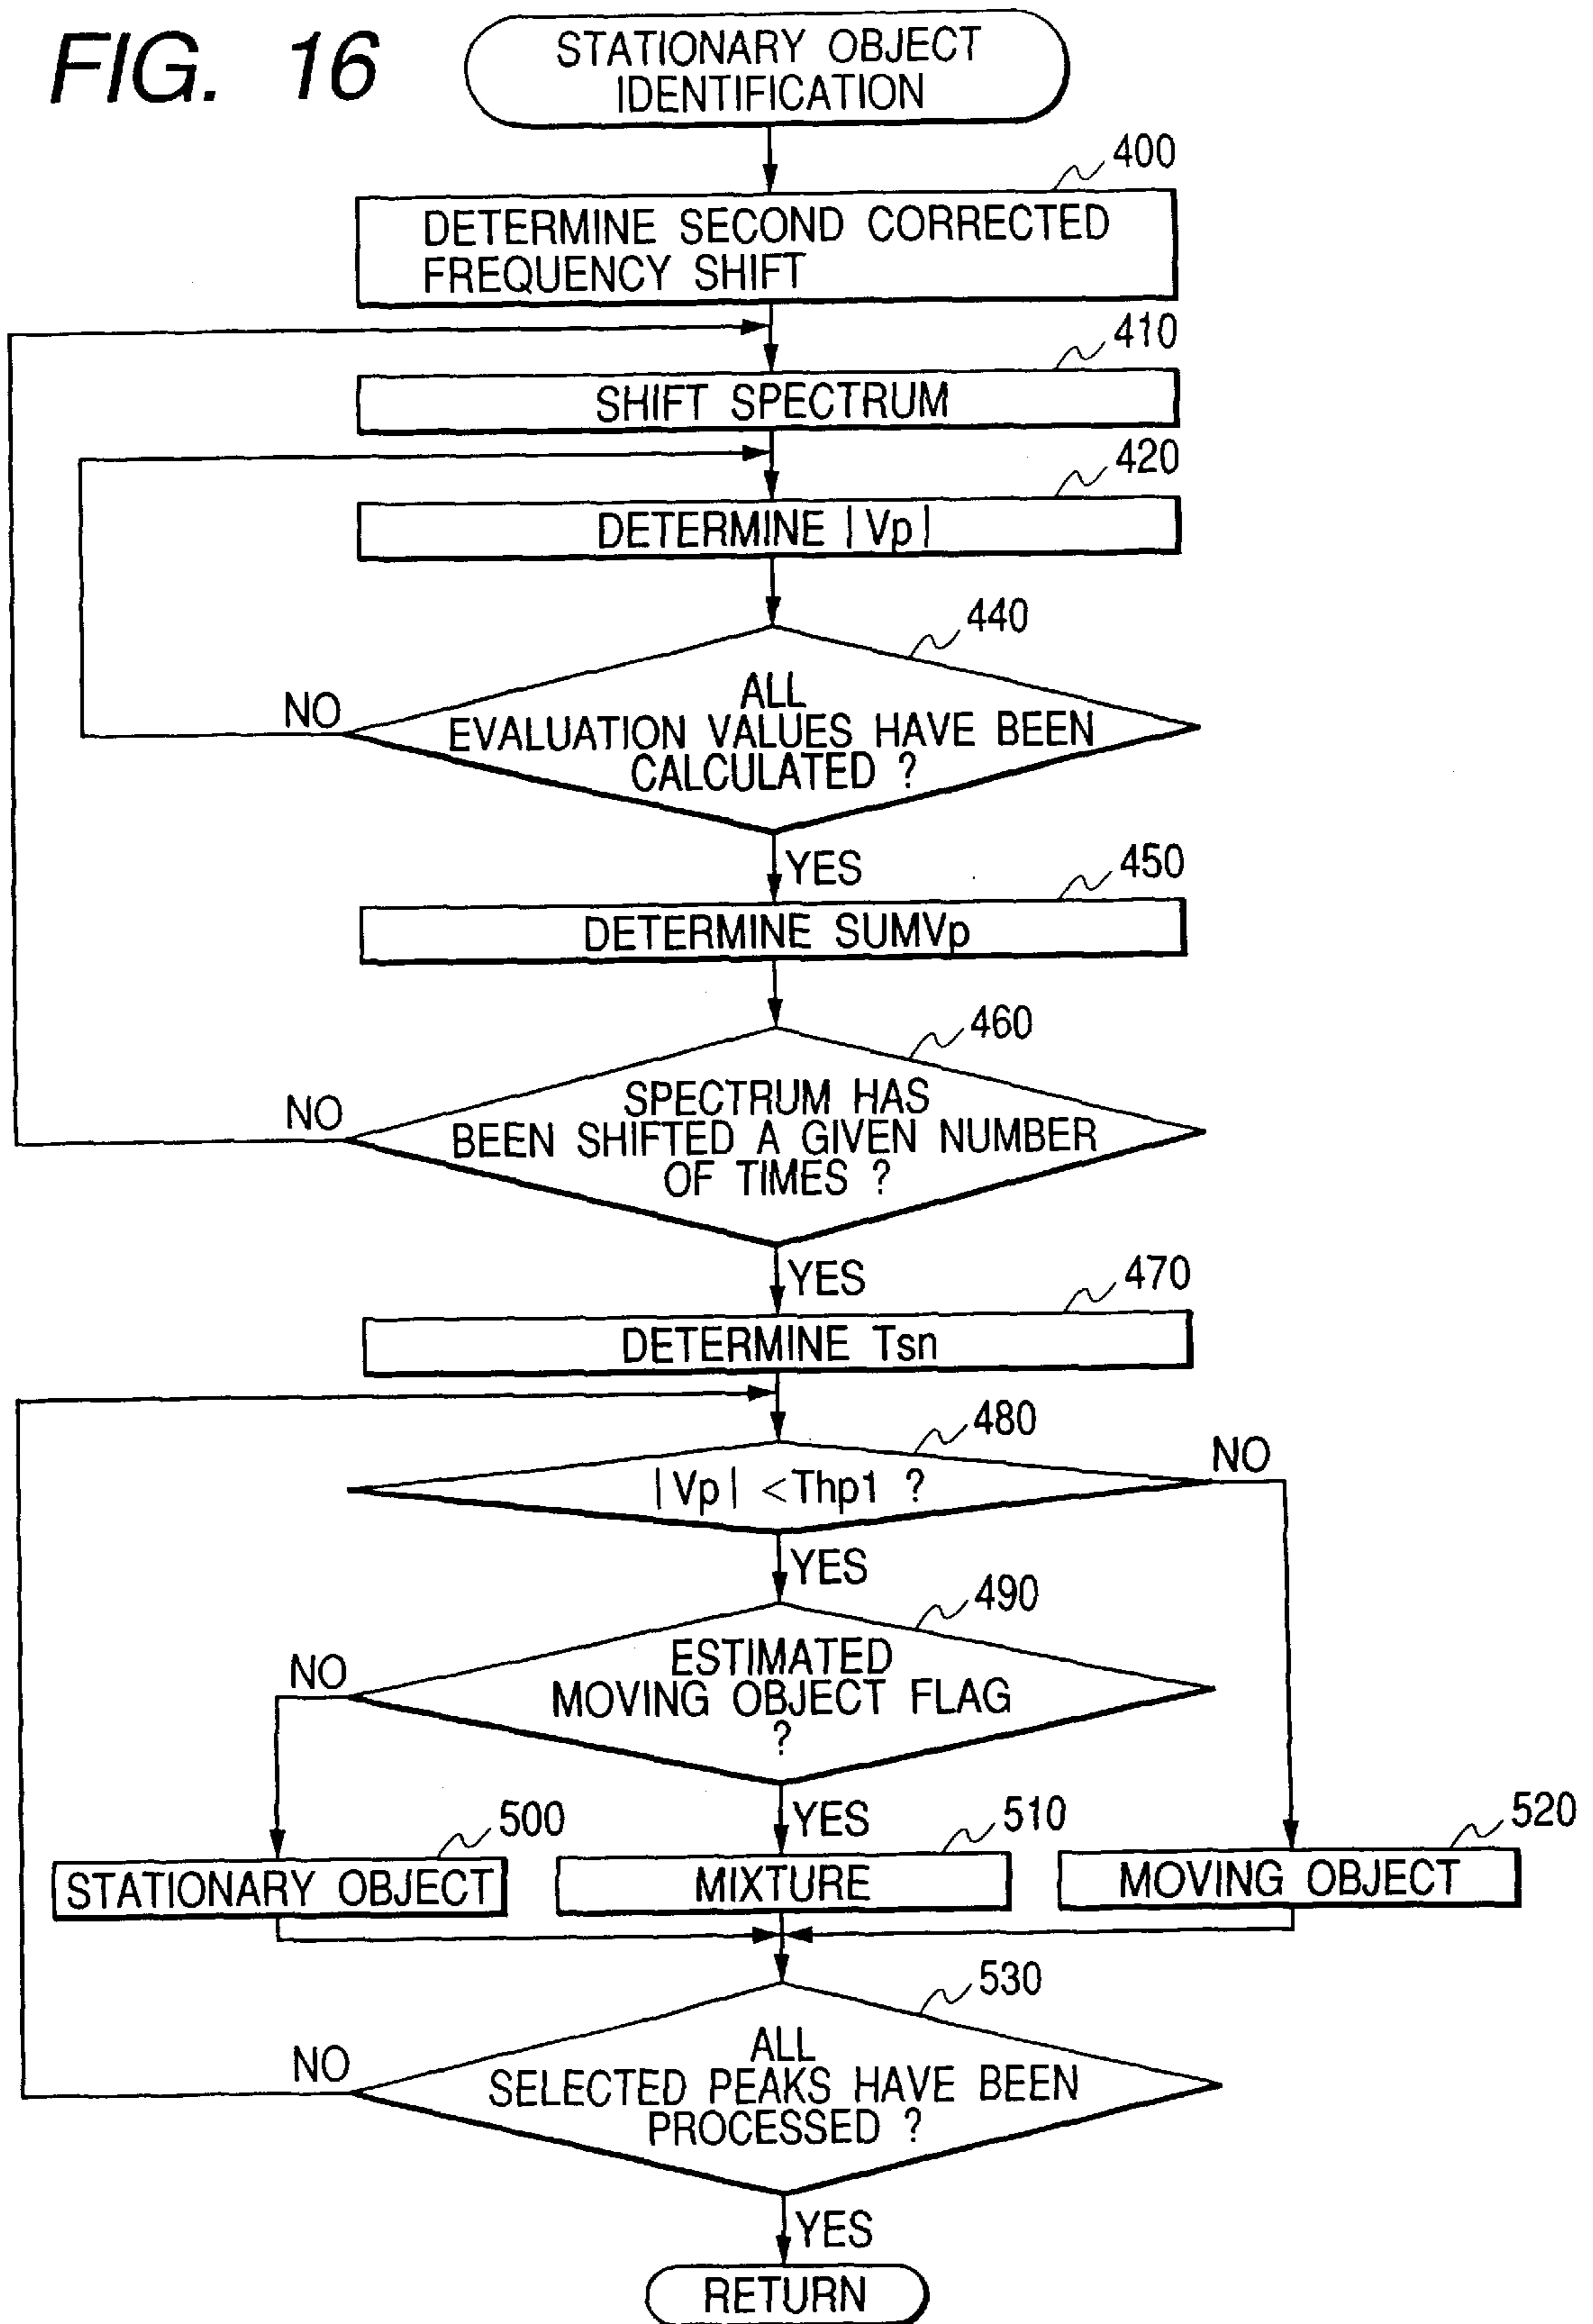 FIG. 16
STATIONARY OBJECT
IDENTIFICATION
400
DETERMINE SECOND CORRECTED
FREQUENCY SHIFT
410
SHIFT SPECTRUM
420
DETERMINE |Vp|
440
ALL
EVALUATION VALUES HAVE BEEN
CALCULATED ?
NO
YES
450
DETERMINE SUMVp
460
SPECTRUM HAS
BEEN SHIFTED A GIVEN NUMBER
OF TIMES ?
NO
YES
470
DETERMINE Tsn
480
|Vp| <Thp1 ?
NO
YES
490
ESTIMATED
MOVING OBJECT FLAG
?
NO
YES
500
STATIONARY OBJECT
510
MIXTURE
520
MOVING OBJECT
530
ALL
SELECTED PEAKS HAVE BEEN
PROCESSED ?
NO
YES
RETURN